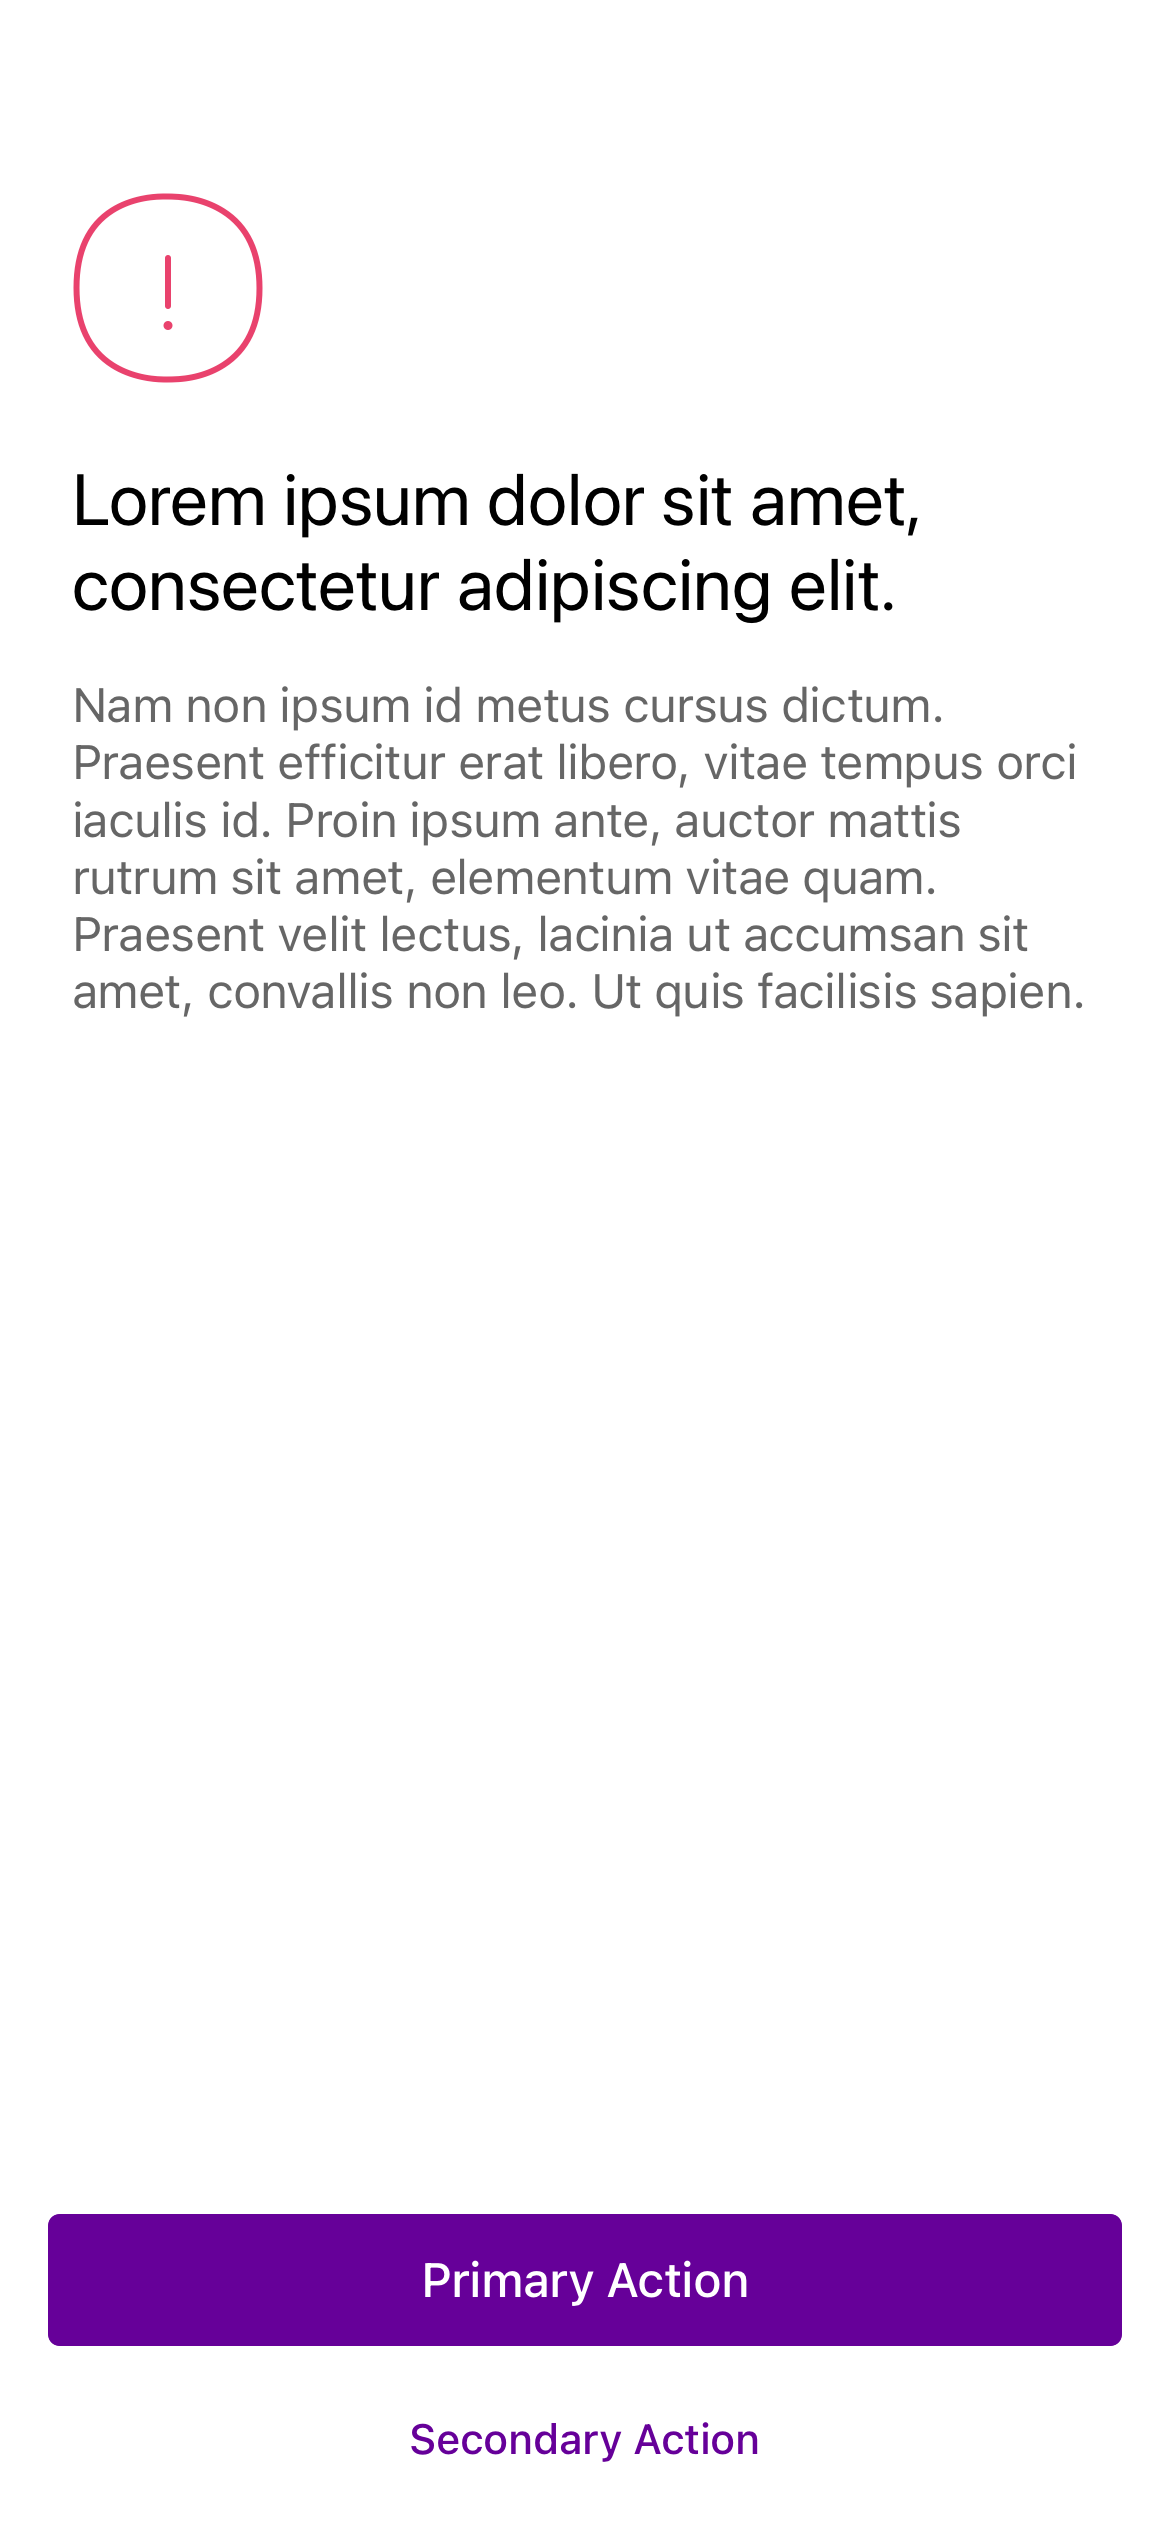 Lorem ipsum dolor sit amet,
consectetur adipiscing elit.
Nam non ipsum id metus cursus dictum.
Praesent efficitur erat libero, vitae tempus orci
iaculis id. Proin ipsum ante, auctor mattis
rutrum sit amet, elementum vitae quam.
Praesent velit lectus, lacinia ut accumsan sit
amet, convallis non leo. Ut quis facilisis sapien.
Primary Action
Secondary Action